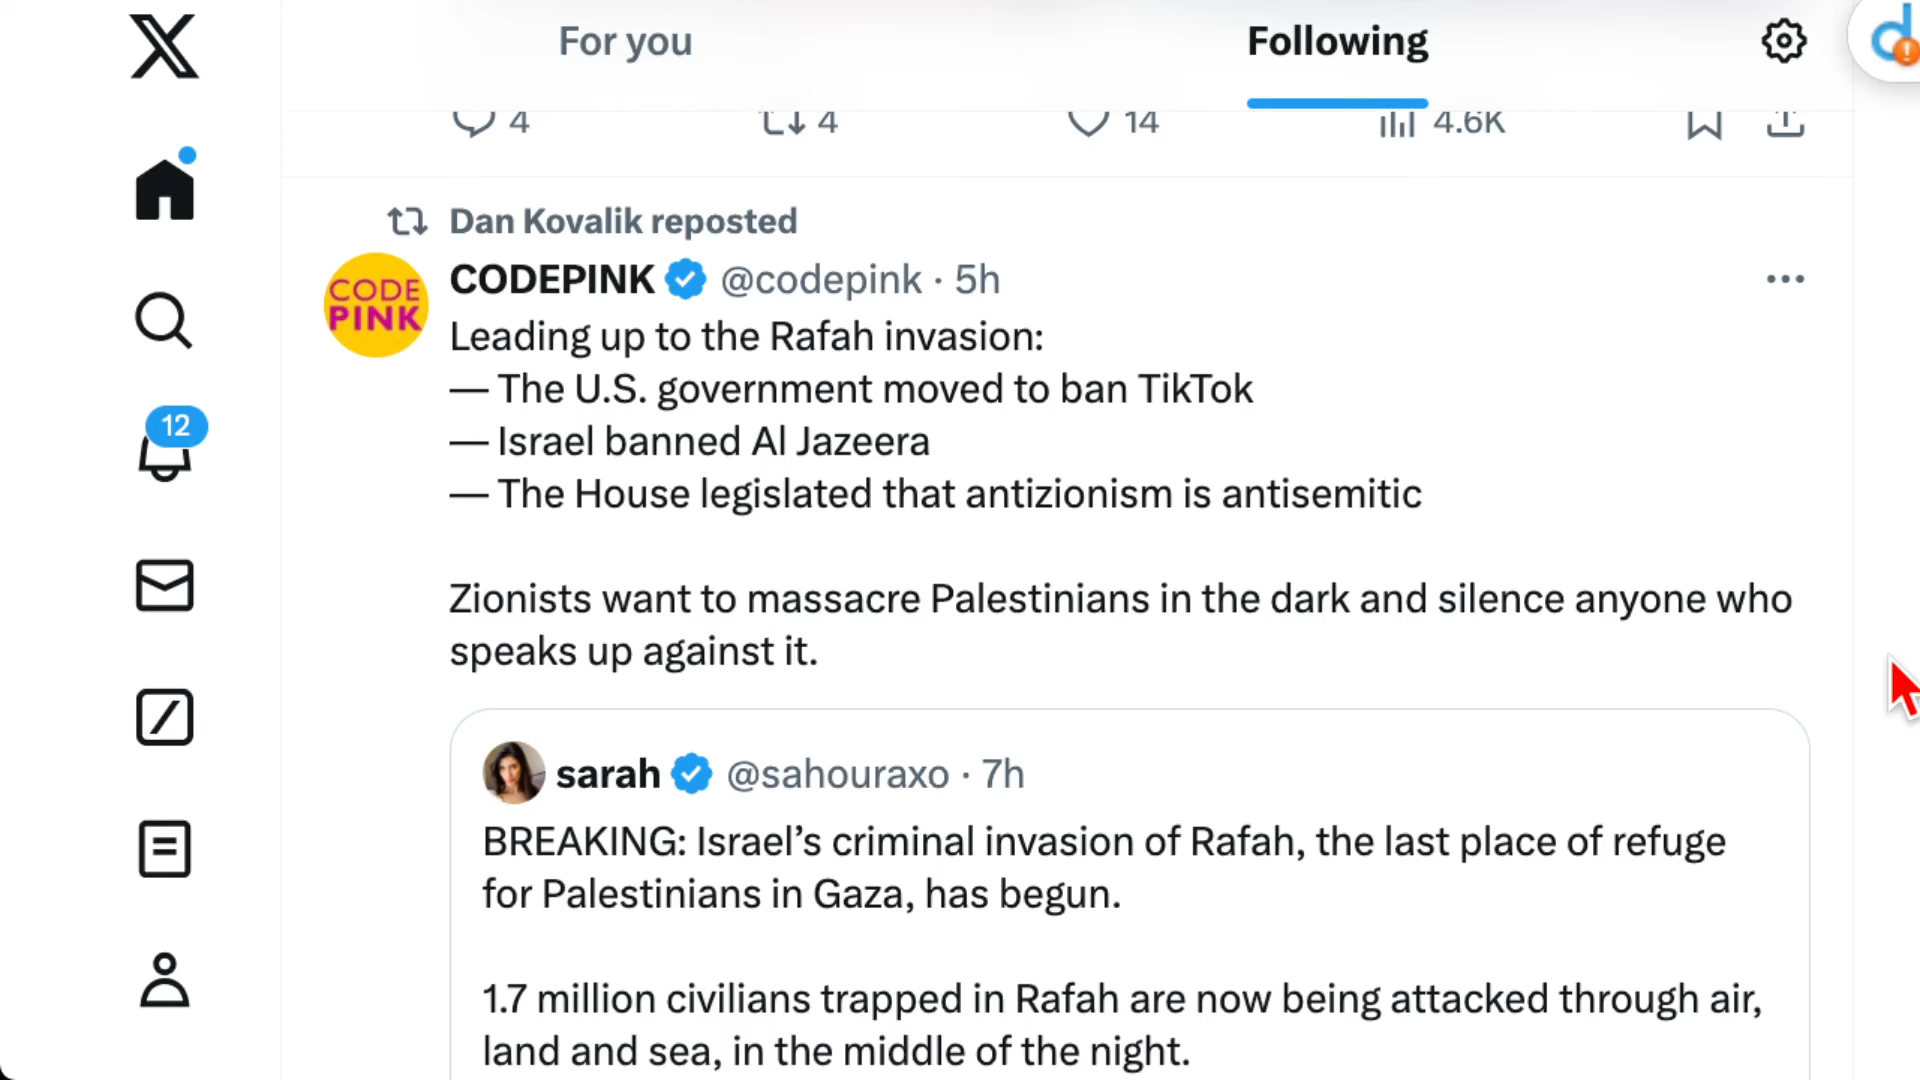 For you
Following
4
4
14
4.6K
Dan Kovalik reposted
CODE
PINK
CODEPINK @codepink · 5h
Leading up to the Rafah invasion:
— The U.S. government moved to ban TikTok
— Israel banned Al Jazeera
— The House legislated that antizionism is antisemitic
Zionists want to massacre Palestinians in the dark and silence anyone who
speaks up against it.
sarah @sahouraxo · 7h
BREAKING: Israel’s criminal invasion of Rafah, the last place of refuge
for Palestinians in Gaza, has begun.
1.7 million civilians trapped in Rafah are now being attacked through air,
land and sea, in the middle of the night.
12